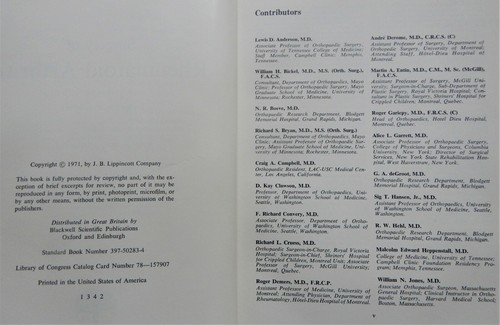 Copyright © 1971, by J. B. Lippincott Company
This book is fully protected by copyright and, with the ex-
ception of brief excerpts for review, no part of it may be
reproduced in any form, by print, photoprint, microfilm, or
by any other means, without the written permission of the
publishers.
Distributed in Great Britain by
Blackwell Scientific Publications
Oxford and Edinburgh
Standard Book Number 397-50283-4
Library of Congress Catalog Card Number 78—157907
Printed in the United States of America
1 3 4 2
Contributors
Lewis D. Anderson, M.D.
Associate Professor of Orthopaedic Surgery,
University of Tennessee College of Medicine;
Staff Member, Campbell Clinic, Memphis,
Tennessee.
William H. Bickel, M.D., M.S. (Orth. Surg.),
F.A.C.S.
Consultant, Department of Orthopaedics, Mayo
Clinic; Professor of Orthopaedic Surgery, Mayo
Graduate School of Medicine, University of
Minnesota, Rochester, Minnesota.
N. R. Boeve, M.D.
Orthopaedic Research Department, Blodgett
Memorial Hospital, Grand Rapids, Michigan.
Richard S. Bryan, M.D., M.S. (Orth. Surg.)
Consultant, Department of Orthopaedics, Mayo
Clinic; Assistant Professor of Orthopaedic Sur-
gery, Mayo Graduate School of Medicine, Uni-
versity of Minnesota, Rochester, Minnesota.
Craig A. Campbell, M.D.
Orthopaedic Resident, LAC-USC Medical Cen-
ter, Los Angeles, California.
D. Kay Clawson, M.D.
Professor, Department of Orthopaedics, Uni-
versity of Washington School of Medicine,
Seattle, Washington.
F. Richard Convery, M.D.
Associate Professor, Department of Ortho-
paedics, University of Washington School of
Medicine, Seattle, Washington.
Richard L. Cruess, M.D.
Orthopaedic Surgeon-in-Charge, Royal Victoria
Hospital; Surgeon-in-Chief, Shriners' Hospital
for Crippled Children, Montreal Unit; Associate
Professor of Surgery, McGill University,
Montreal, Quebec.
Roger Demers, M.D., F.R.C.P.
Assistant Professor of Medicine, University of
Montreal; Attending Physician, Department of
Rheumatology, Hôtel-Dieu Hospital of Montreal.
André Derome, M.D., C.R.C.S. (C)
Assistant Professor of Surgery, Department of
Orthopaedic Surgery, University of Montreal;
Attending Staff, Hôtel-Dieu Hospital of
Montreal.
Martin A. Entin, M.D., C.M., M.Sc. (McGill),
F.A.C.S.
Assistant Professor of Surgery, McGill Uni-
versity; Surgeon-in-Charge, Sub-Department of
Plastic Surgery, Royal Victoria Hospital; Con-
sultant in Plastic Surgery, Shriners' Hospital for
Crippled Children, Montreal, Quebec.
Roger Gariepy, M.D., F.R.C.S. (C)
Head of Orthopaedics, Hotel Dieu Hospital,
Montreal, Quebec.
Alice L. Garrett, M.D.
Associate Professor of Orthopaedic Surgery,
College of Physicians and Surgeons, Columbia
University, New York; Director of Surgical
Services, New York State Rehabilitation Hos-
pital, West Haverstraw, New York.
G. A. deGroot, M.D.
Orthopaedic Research Department, Blodgett
Memorial Hospital, Grand Rapids, Michigan.
Sig T. Hansen, Jr., M.D.
Assistant Professor of Orthopaedics, University
of Washington School of Medicine, Seattle,
Washington.
R. W. Held, M.D.
Orthopaedic Research Department, Blodgett
Memorial Hospital, Grand Rapids, Michigan.
Malcolm Edward Heppenstall, M.D.
College of Medicine, University of Tennessee;
Campbell Clinic Foundation Residency Pro-
gram; Memphis, Tennessee.
William N. Jones, M.D.
Associate Orthopaedic Surgeon, Massachusetts
General Hospital; Clinical Instructor in Ortho-
paedic Surgery, Harvard Medical School,
Boston, Massachusetts.